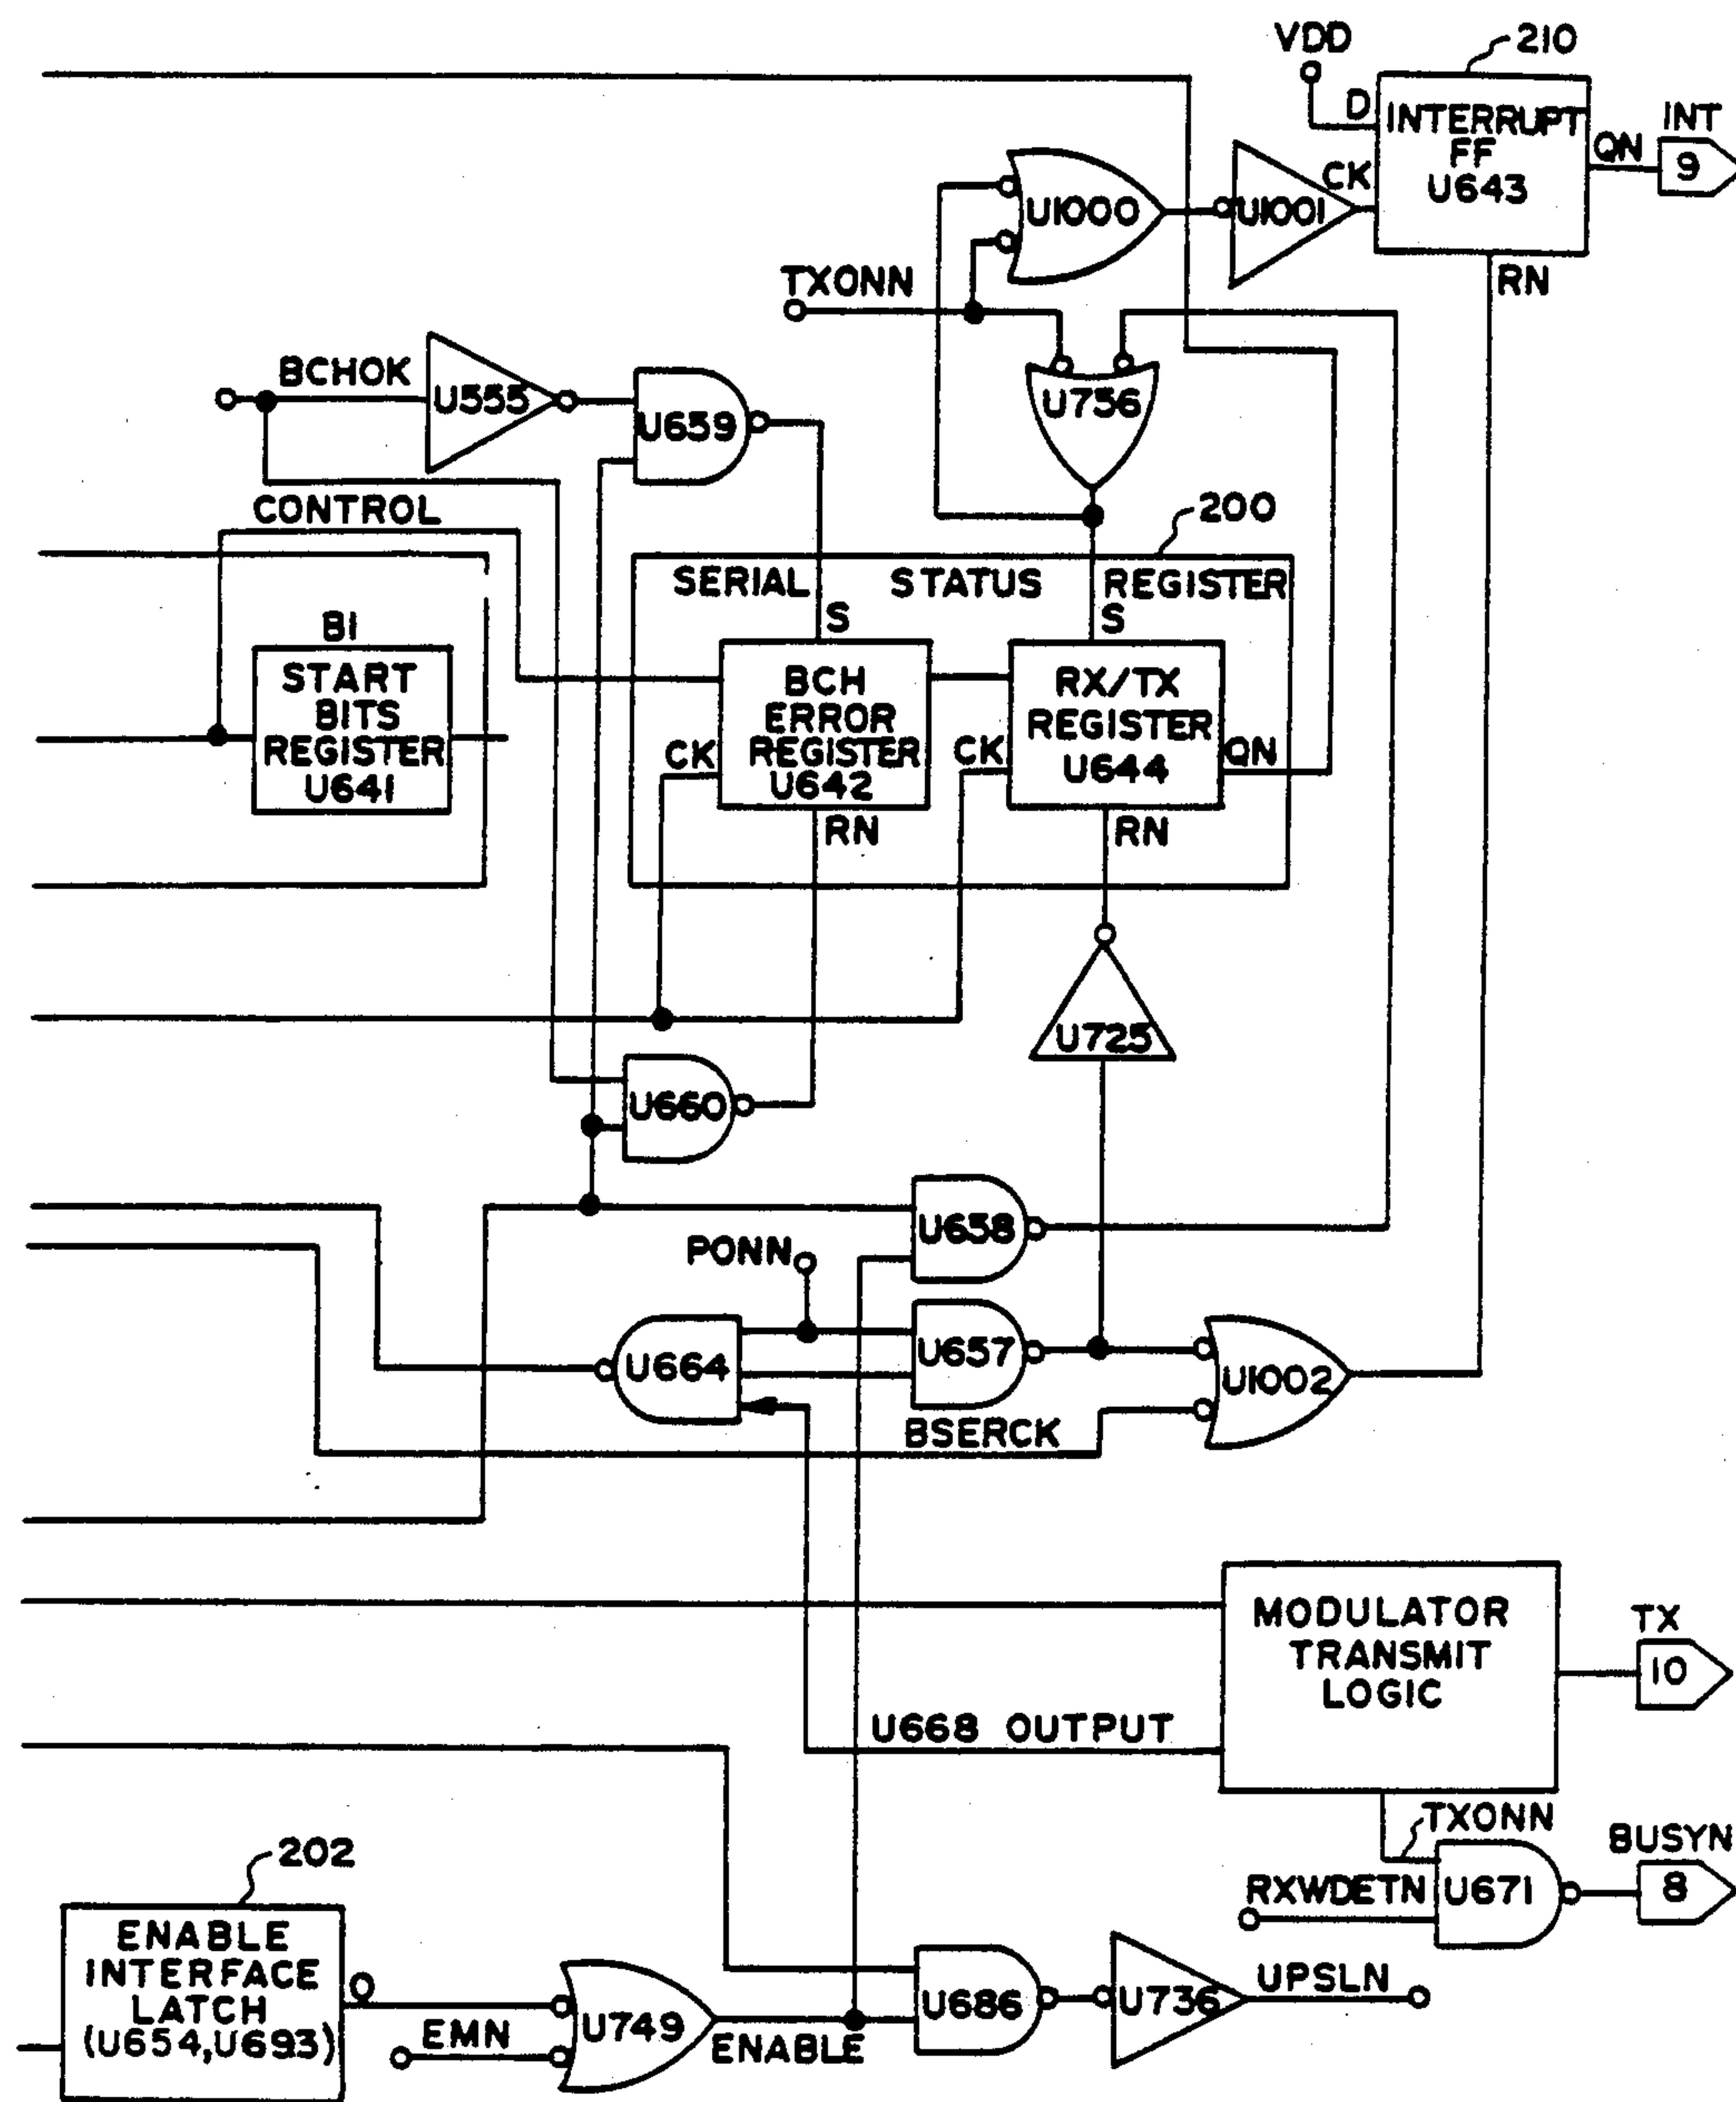 VDD
210
D
INTERRUPT
FF
U643
CK
QN
INT
9
RN
U1000
U1001
TXONN
BCHOK
U555
U659
U756
CONTROL
200
SERIAL STATUS REGISTER
S
S
B1
START
BITS
REGISTER
U641
BCH
ERROR
REGISTER
U642
CK
RN
RX/TX
REGISTER
U644
CK
QN
RN
U725
U660
U658
PONN
U664
U657
U1002
BSERCK
MODULATOR
TRANSMIT
LOGIC
TX
10
U668 OUTPUT
TXONN
RXWDETN
U671
BUSYN
8
202
ENABLE
INTERFACE
LATCH
(U654,U693)
Q
EMN
U749
ENABLE
U686
U736
UPSLN